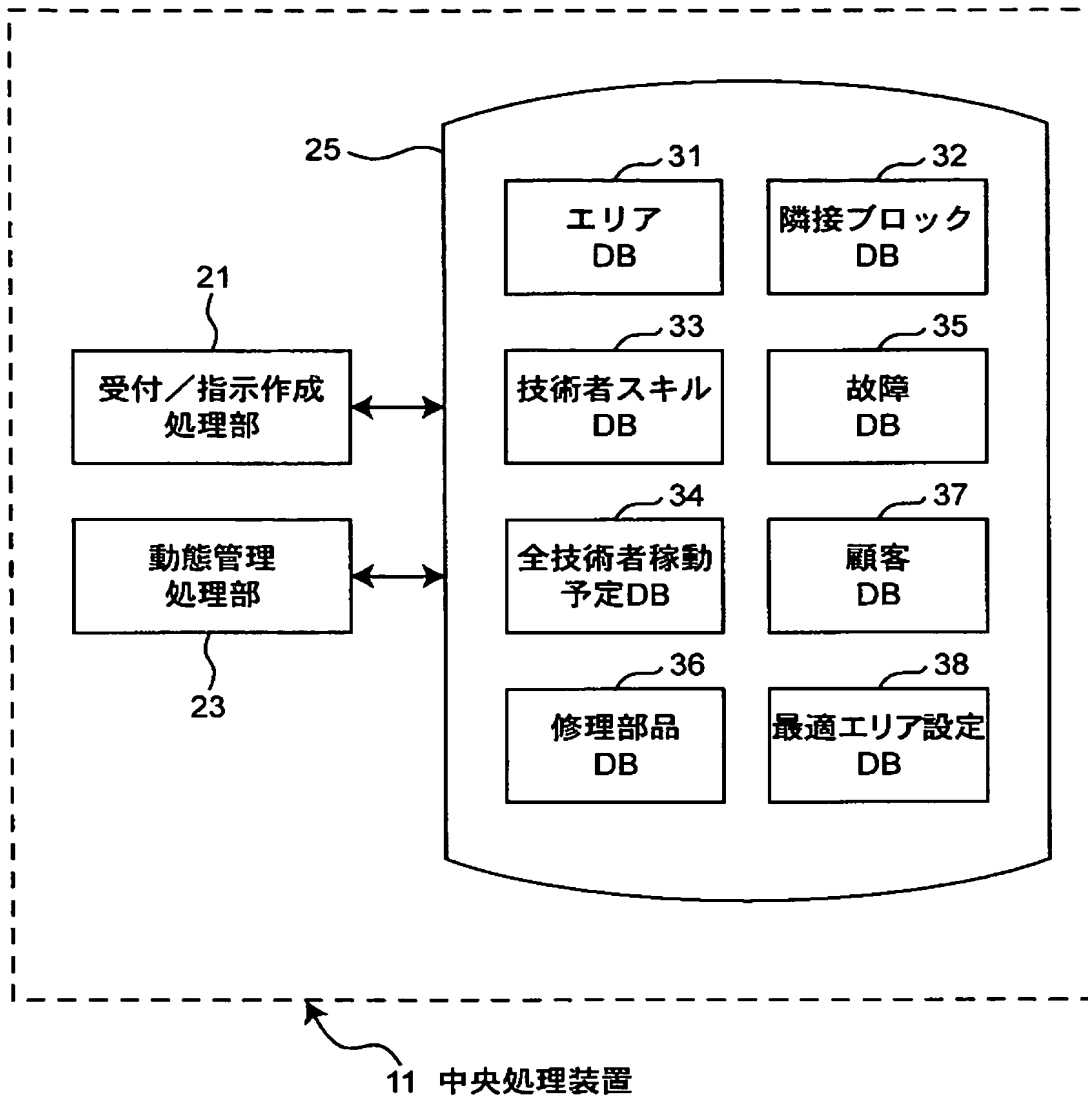 25
31
エリア
DB
32
隣接ブロック
DB
21
受付／指示作成
処理部
33
技術者スキル
DB
35
故障
DB
動態管理
処理部
23
34
全技術者稼動
予定DB
37
顧客
DB
36
修理部品
DB
38
最適エリア設定
DB
11 中央処理装置